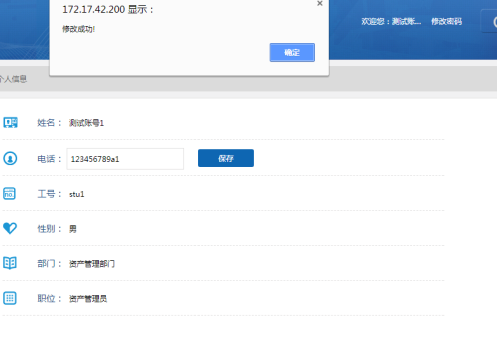 172.17.42.200 显示：
修改成功!
确定
欢迎您：测试账... 修改密码
个人信息
姓名： 测试账号1
电话： 123456789a1 保存
工号： stu1
性别： 男
部门： 资产管理部门
职位： 资产管理员